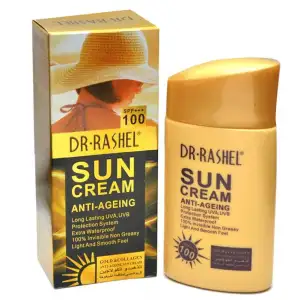 SPF+++
100
DR·RASHEL®
SUN
CREAM
ANTI-AGEING
Long Lasting UVA,UVB
Protection System
Extra Waterproof
100% Invisible Non Greasy
Light And Smooth Feel
GOLD&COLLAGEN
DR·RASHEL®
SUN
CREAM
ANTI-AGEING
Long Lasting UVA,UVB
Protection System
Extra Waterproof
100% Invisible Non Greasy
Light And Smooth Feel
100